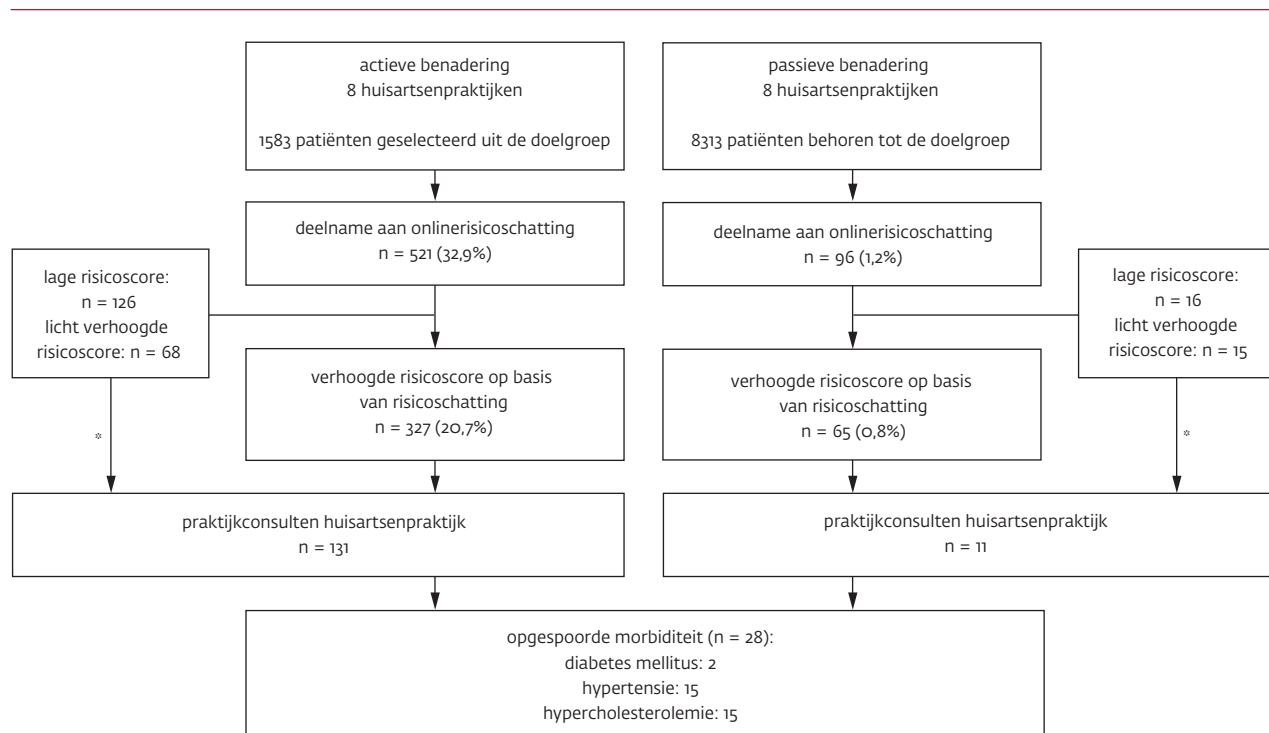 actieve benadering
8 huisartsenpraktijken
1583 patiënten geselecteerd uit de doelgroep
passieve benadering
8 huisartsenpraktijken
8313 patiënten behoren tot de doelgroep
deelname aan onlinerisicoschatting
n = 521 (32,9%)
deelname aan onlinerisicoschatting
n = 96 (1,2%)
lage risicoscore:
n = 126
licht verhoogde
risicoscore: n = 68
lage risicoscore:
n = 16
licht verhoogde
risicoscore: n = 15
verhoogde risicoscore op basis
van risicoschatting
n = 327 (20,7%)
verhoogde risicoscore op basis
van risicoschatting
n = 65 (0,8%)
*
*
praktijkconsulten huisartsenpraktijk
n = 131
praktijkconsulten huisartsenpraktijk
n = 11
opgespoorde morbiditeit (n = 28):
diabetes mellitus: 2
hypertensie: 15
hypercholesterolemie: 15